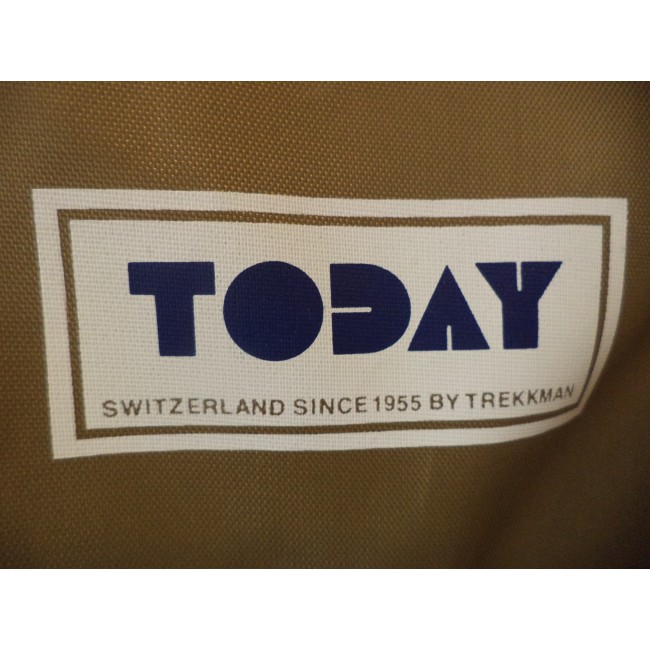 TODAY
SWITZERLAND SINCE 1955 BY TREKKMAN